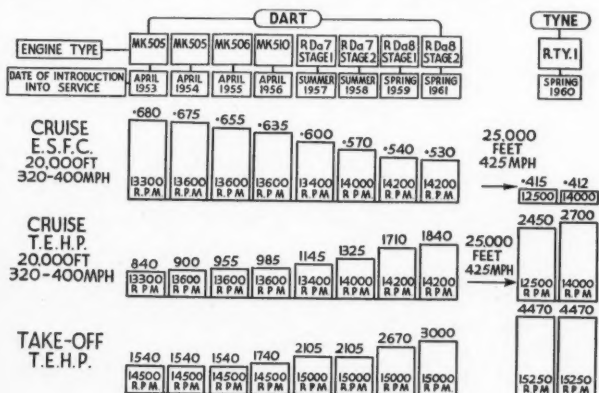 DART TYNE
ENGINE TYPE MK505 MK505 MK506 MK510 R Da7 STAGE1 R Da7 STAGE2 R Da8 STAGE1 R Da8 STAGE2 R.TY.1
DATE OF INTRODUCTION INTO SERVICE APRIL 1953 APRIL 1954 APRIL 1955 APRIL 1956 SUMMER 1957 SUMMER 1958 SPRING 1959 SPRING 1961 SPRING 1960
CRUISE
E.S.F.C.
20,000FT
320-400MPH
·680 ·675 ·655 ·635 ·600 ·570 ·540 ·530
13300 R.P.M 13600 R.P.M 13600 R.P.M 13600 R.P.M 13400 R.P.M 14000 R.P.M 14200 R.P.M 14200 R.P.M
25,000
FEET
425MPH
·415 ·412
12500 14000
CRUISE
T.E.H.P.
20,000FT
320-400MPH
840 900 955 985 1145 1325 1710 1840
13300 R.P.M 13600 R.P.M 13600 R.P.M 13600 R.P.M 13400 R.P.M 14000 R.P.M 14200 R.P.M 14200 R.P.M
25,000
FEET
425MPH
2450 2700
12500 R.P.M 14000 R.P.M
TAKE-OFF
T.E.H.P.
1540 1540 1540 1740 2105 2105 2670 3000
14500 R.P.M 14500 R.P.M 14500 R.P.M 14500 R.P.M 15000 R.P.M 15000 R.P.M 15000 R.P.M 15000 R.P.M
4470 4470
15250 R.P.M 15250 R.P.M